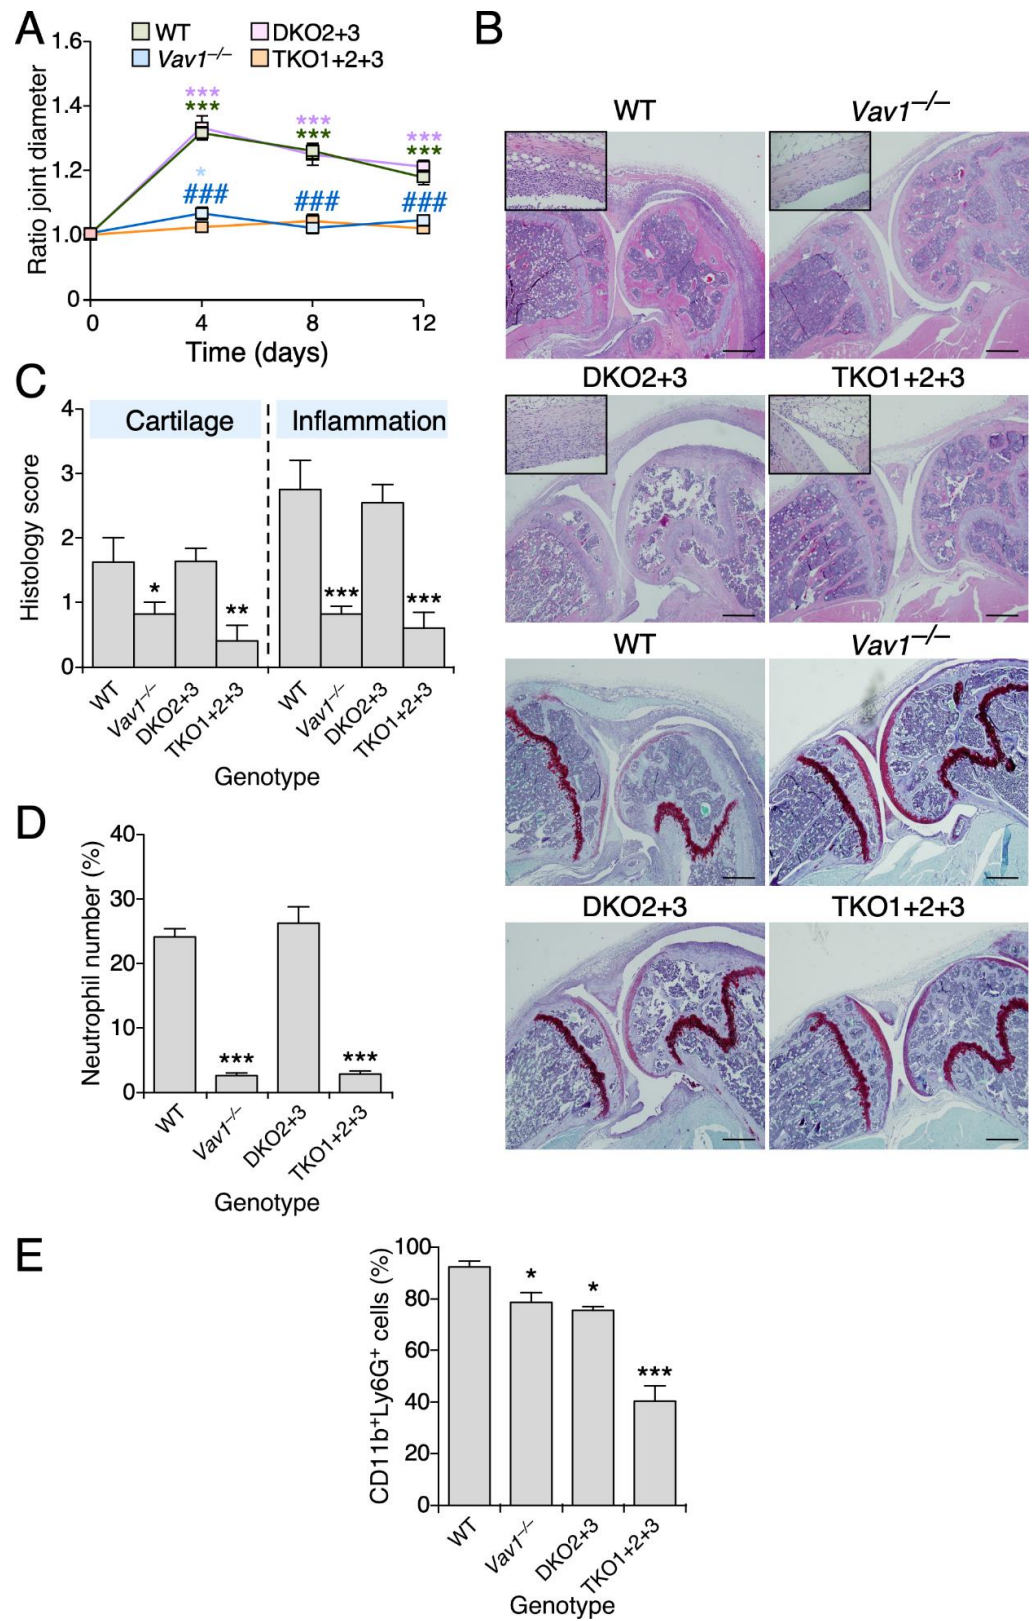 A
1.6
1.4
1.2
1.0
0
Ratio joint diameter
WT
DKO2+3
Vav1–/–
TKO1+2+3
***
***
***
***
***
***
*
###
###
###
0
4
8
12
Time (days)
B
WT
Vav1–/–
DKO2+3
TKO1+2+3
WT
Vav1–/–
DKO2+3
TKO1+2+3
C
4
3
2
1
0
Histology score
Cartilage
Inflammation
*
**
***
***
WT
Vav1–/–
DKO2+3
TKO1+2+3
WT
Vav1–/–
DKO2+3
TKO1+2+3
Genotype
D
40
30
20
10
0
Neutrophil number (%)
***
***
WT
Vav1–/–
DKO2+3
TKO1+2+3
Genotype
E
100
80
60
40
20
0
CD11b+Ly6G+ cells (%)
*
*
***
WT
Vav1–/–
DKO2+3
TKO1+2+3
Genotype